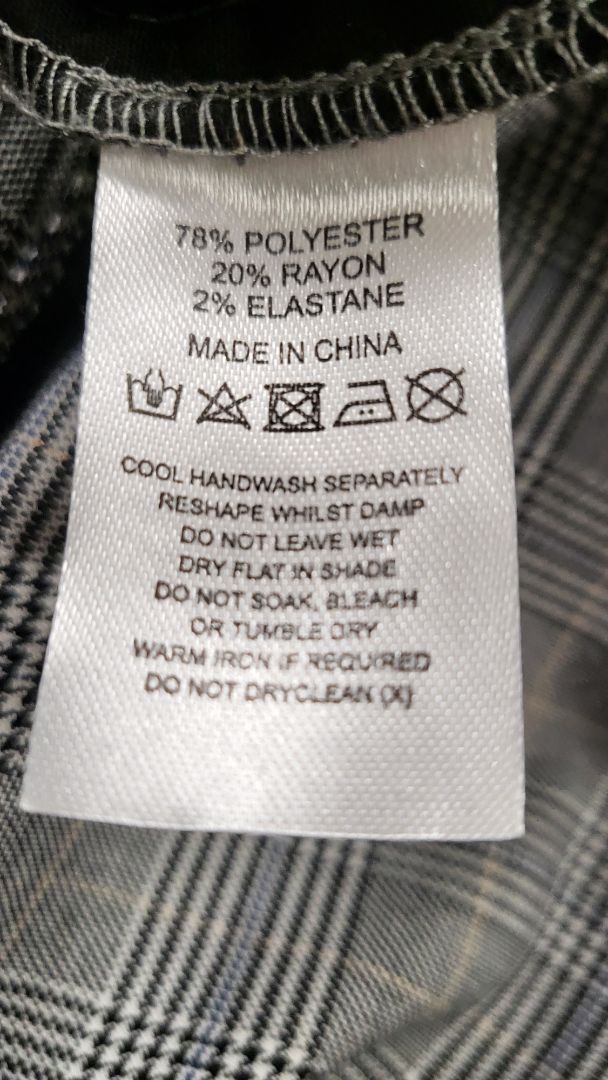 78% POLYESTER
20% RAYON
2% ELASTANE
MADE IN CHINA
COOL HANDWASH SEPARATELY
RESHAPE WHILST DAMP
DO NOT LEAVE WET
DRY FLAT IN SHADE
DO NOT SOAK, BLEACH
OR TUMBLE DRY
WARM IRON IF REQUIRED
DO NOT DRYCLEAN (X)